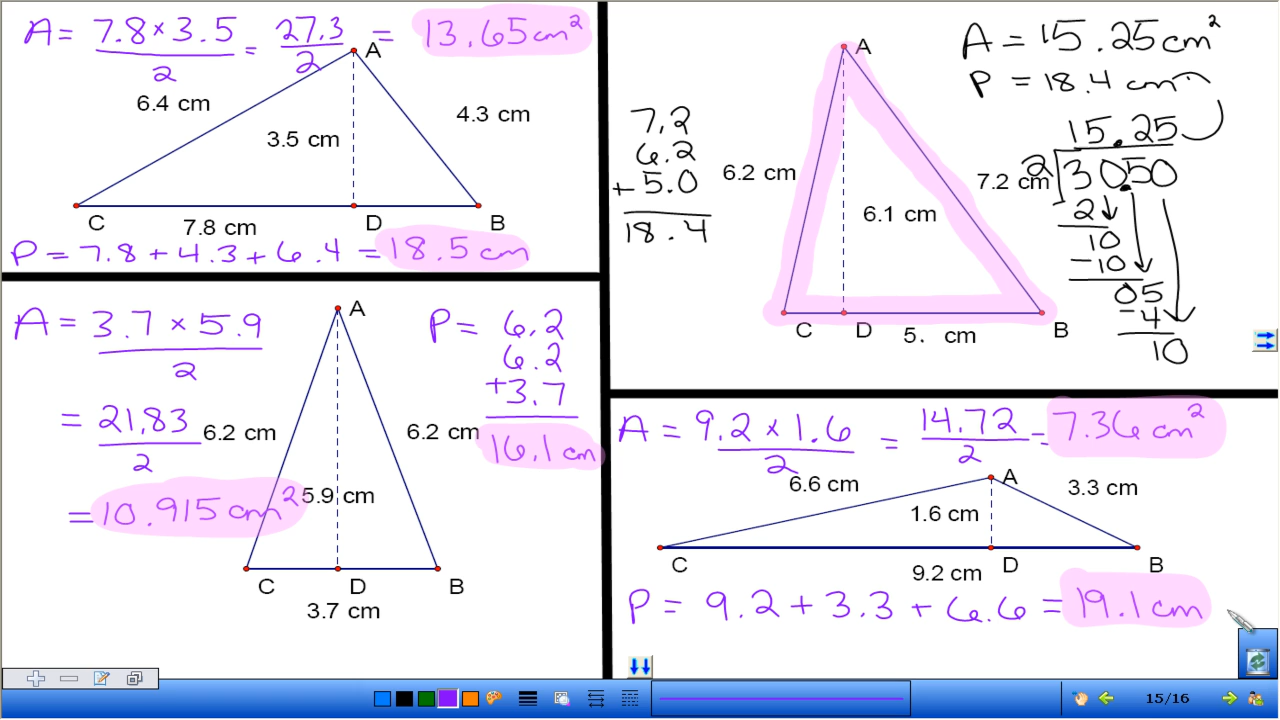 A = 7.8 × 3.5 / 2 = 27.3 / 2 = 13.65 cm²
A
6.4 cm
4.3 cm
3.5 cm
C
D
B
7.8 cm
P = 7.8 + 4.3 + 6.4 = 18.5 cm
A = 15.25 cm²
P = 18.4 cm
A
7.2
6.2
+ 5.0
18.4
6.2 cm
7.2 cm
6.1 cm
C
D
B
5. cm
15.25
2 30.50
2
10
-10
05
-4
10
A = 3.7 × 5.9 / 2
= 21.83 / 2
= 10.915 cm²
A
6.2 cm
6.2 cm
5.9 cm
C
D
B
3.7 cm
P = 6.2
6.2
+3.7
16.1 cm
A = 9.2 × 1.6 / 2 = 14.72 / 2 = 7.36 cm²
6.6 cm
A
3.3 cm
1.6 cm
C
D
B
9.2 cm
P = 9.2 + 3.3 + 6.6 = 19.1 cm
15/16